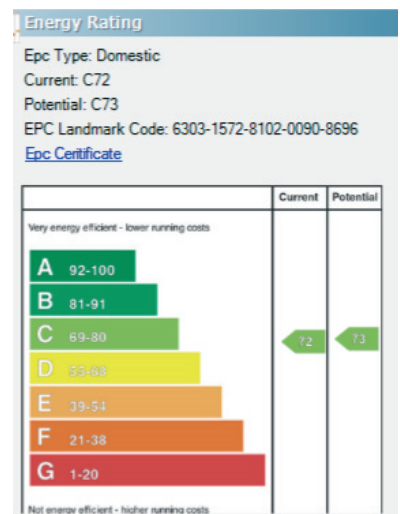 Energy Rating
Epc Type: Domestic
Current: C72
Potential: C73
EPC Landmark Code: 6303-1572-8102-0090-8696
Epc Ceritificate
Current Potential
Very energy efficient - lower running costs
A 92-100
B 81-91
C 69-80 72 73
D 55-68
E 39-54
F 21-38
G 1-20
Not energy efficient - higher running costs